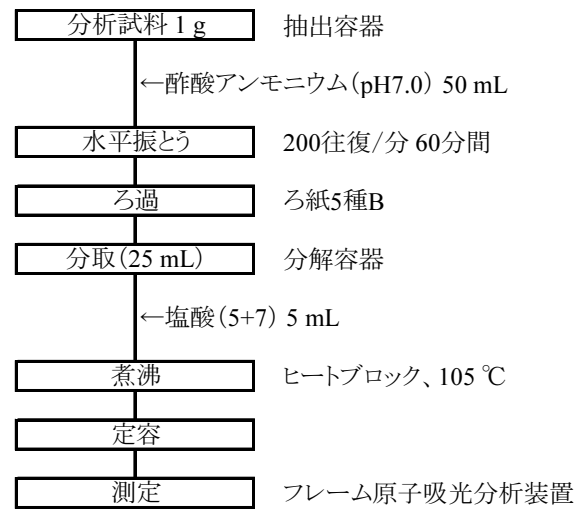 分析試料 1 g 抽出容器
←酢酸アンモニウム(pH7.0) 50 mL
水平振とう 200往復/分 60分間
ろ過 ろ紙5種B
分取(25 mL) 分解容器
←塩酸(5+7) 5 mL
煮沸 ヒートブロック、105 ℃
定容
測定 フレーム原子吸光分析装置